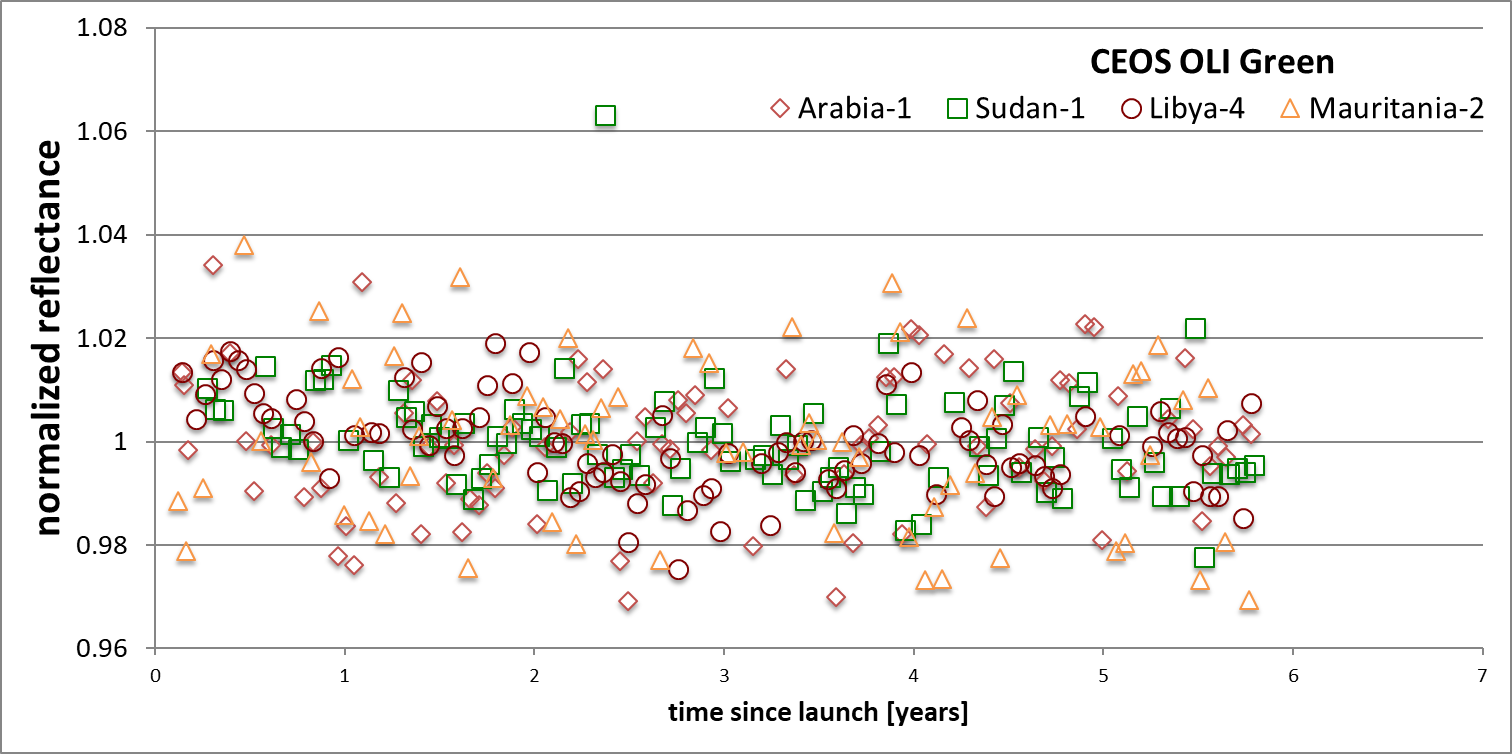 1.08
CEOS OLI Green
Arabia-1 Sudan-1 Libya-4 Mauritania-2
1.06
1.04
1.02
1
0.98
0.96
normalized reflectance
0 1 2 3 4 5 6 7
time since launch [years]